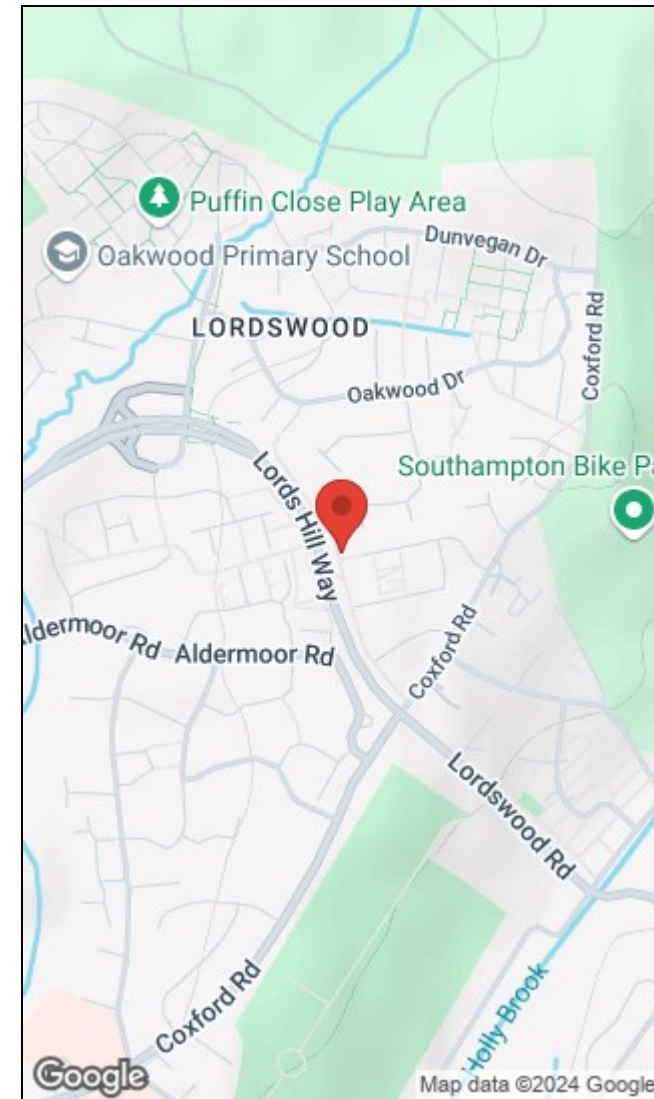 Puffin Close Play Area
Dunvegan Dr
Oakwood Primary School
LORDSWOOD
Coxford Rd
Oakwood Dr
Southampton Bike Pa
Lords Hill Way
ldermoor Rd
Aldermoor Rd
Coxford Rd
Lordswood Rd
Coxford Rd
Holly Brook
Google
Map data ©2024 Google